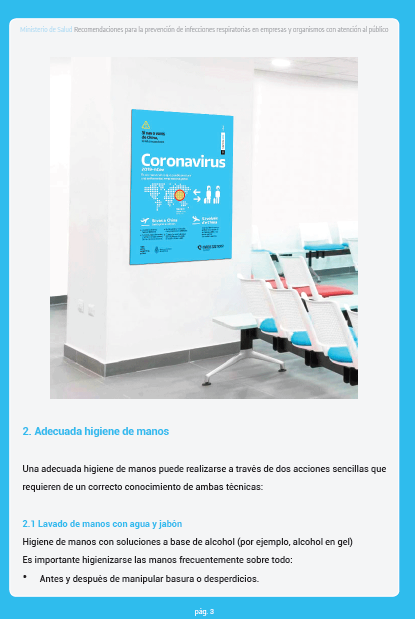 Ministerio de Salud Recomendaciones para la prevención de infecciones respiratorias en empresas y organismos con atención al público
Coronavirus
2. Adecuada higiene de manos
Una adecuada higiene de manos puede realizarse a través de dos acciones sencillas que
requieren de un correcto conocimiento de ambas técnicas:
2.1 Lavado de manos con agua y jabón
Higiene de manos con soluciones a base de alcohol (por ejemplo, alcohol en gel)
Es importante higienizarse las manos frecuentemente sobre todo:
• Antes y después de manipular basura o desperdicios.
pág. 3